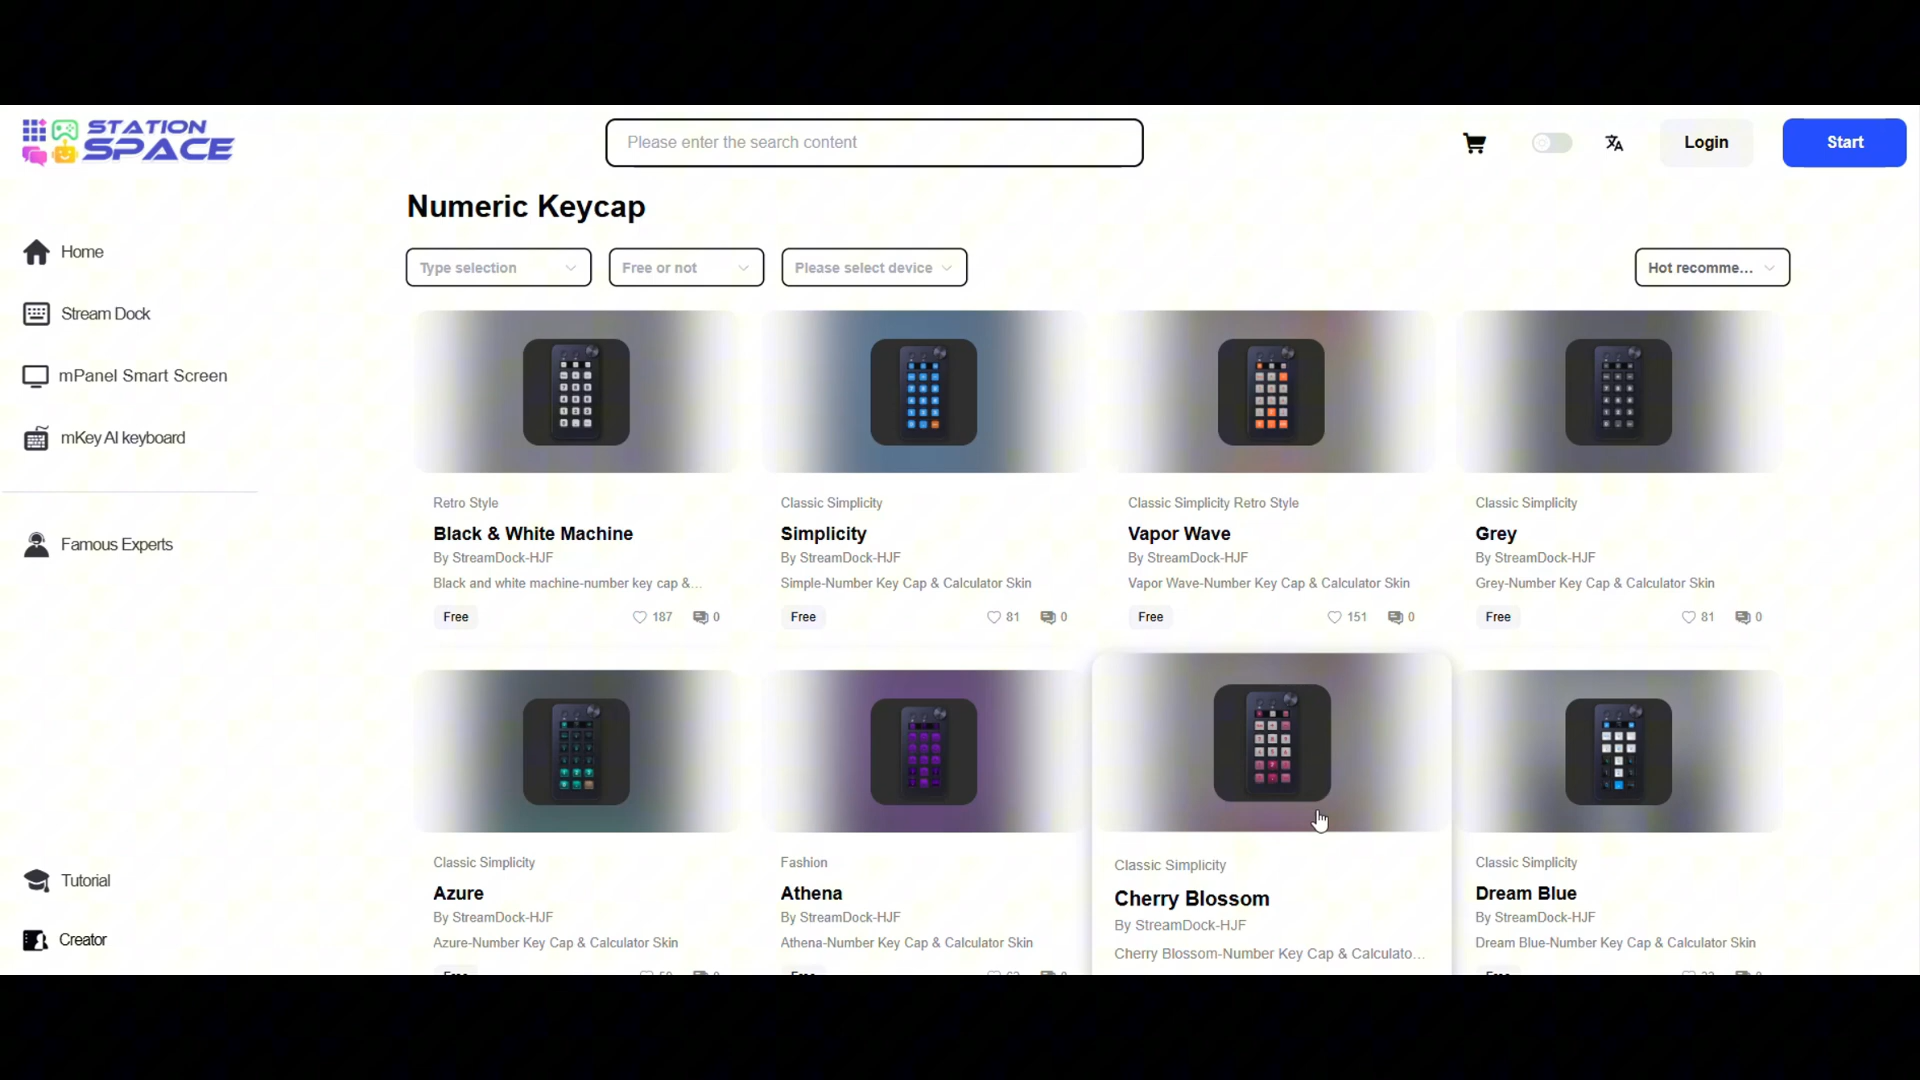 STATION
SPACE
Please enter the search content
Login
Start
Numeric Keycap
Home
Stream Dock
mPanel Smart Screen
mKey AI keyboard
Famous Experts
Tutorial
Creator
Type selection
Free or not
Please select device
Hot recomme...
Retro Style
Black & White Machine
By StreamDock-HJF
Black and white machine-number key cap &...
Free
187
0
Classic Simplicity
Simplicity
By StreamDock-HJF
Simple-Number Key Cap & Calculator Skin
Free
81
0
Classic Simplicity Retro Style
Vapor Wave
By StreamDock-HJF
Vapor Wave-Number Key Cap & Calculator Skin
Free
151
0
Classic Simplicity
Grey
By StreamDock-HJF
Grey-Number Key Cap & Calculator Skin
Free
81
0
Classic Simplicity
Azure
By StreamDock-HJF
Azure-Number Key Cap & Calculator Skin
Free
Fashion
Athena
By StreamDock-HJF
Athena-Number Key Cap & Calculator Skin
Free
Classic Simplicity
Cherry Blossom
By StreamDock-HJF
Cherry Blossom-Number Key Cap & Calculato...
Classic Simplicity
Dream Blue
By StreamDock-HJF
Dream Blue-Number Key Cap & Calculator Skin
Free